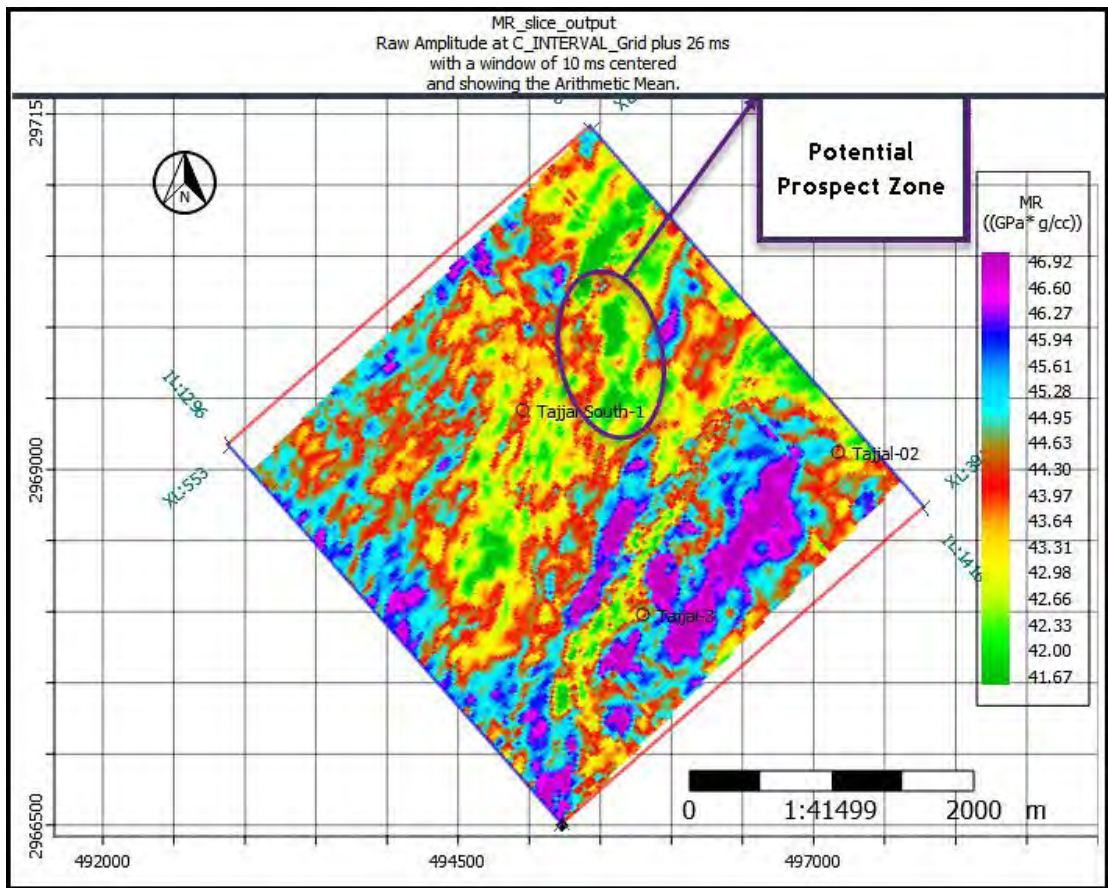 MR_slice_output
Raw Amplitude at C_INTERVAL_Grid plus 26 ms
with a window of 10 ms centered
and showing the Arithmetic Mean.
29715
Potential
Prospect Zone
N
MR
((GPa* g/cc))
46.92
46.60
46.27
45.94
45.61
45.28
44.95
44.63
44.30
43.97
43.64
43.31
42.98
42.66
42.33
42.00
41.67
IL:1296
Tajjal South-1
2969000
XL:553
Tajjal-02
IL:1416
Tajjal-3
2966500
0
1:41499
2000 m
492000
494500
497000